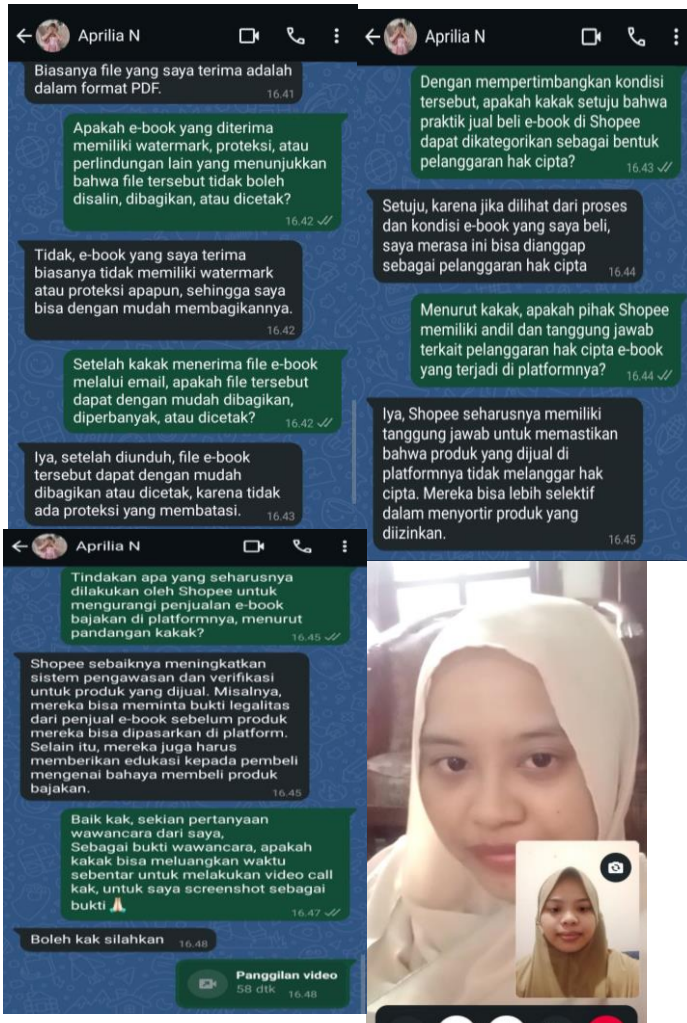 Aprilia N
Biasanya file yang saya terima adalah
dalam format PDF.
16.41
Apakah e-book yang diterima
memiliki watermark, proteksi, atau
perlindungan lain yang menunjukkan
bahwa file tersebut tidak boleh
disalin, dibagikan, atau dicetak?
16.42
Tidak, e-book yang saya terima
biasanya tidak memiliki watermark
atau proteksi apapun, sehingga saya
bisa dengan mudah membagikannya.
16.42
Setelah kakak menerima file e-book
melalui email, apakah file tersebut
dapat dengan mudah dibagikan,
diperbanyak, atau dicetak?
16.42
Iya, setelah diunduh, file e-book
tersebut dapat dengan mudah
dibagikan atau dicetak, karena tidak
ada proteksi yang membatasi.
16.43
Aprilia N
Dengan mempertimbangkan kondisi
tersebut, apakah kakak setuju bahwa
praktik jual beli e-book di Shopee
dapat dikategorikan sebagai bentuk
pelanggaran hak cipta?
16.43
Setuju, karena jika dilihat dari proses
dan kondisi e-book yang saya beli,
saya merasa ini bisa dianggap
sebagai pelanggaran hak cipta
16.44
Menurut kakak, apakah pihak Shopee
memiliki andil dan tanggung jawab
terkait pelanggaran hak cipta e-book
yang terjadi di platformnya?
16.44
Iya, Shopee seharusnya memiliki
tanggung jawab untuk memastikan
bahwa produk yang dijual di
platformnya tidak melanggar hak
cipta. Mereka bisa lebih selektif
dalam menyortir produk yang
diizinkan.
16.45
Aprilia N
Tindakan apa yang seharusnya
dilakukan oleh Shopee untuk
mengurangi penjualan e-book
bajakan di platformnya, menurut
pandangan kakak?
16.45
Shopee sebaiknya meningkatkan
sistem pengawasan dan verifikasi
untuk produk yang dijual. Misalnya,
mereka bisa meminta bukti legalitas
dari penjual e-book sebelum produk
mereka bisa dipasarkan di platform.
Selain itu, mereka juga harus
memberikan edukasi kepada pembeli
mengenai bahaya membeli produk
bajakan.
16.45
Baik kak, sekian pertanyaan
wawancara dari saya,
Sebagai bukti wawancara, apakah
kakak bisa meluangkan waktu
sebentar untuk melakukan video call
kak, untuk saya screenshot sebagai
bukti 🙏🏻
16.47
Boleh kak silahkan
16.48
Panggilan video
58 dtk
16.48